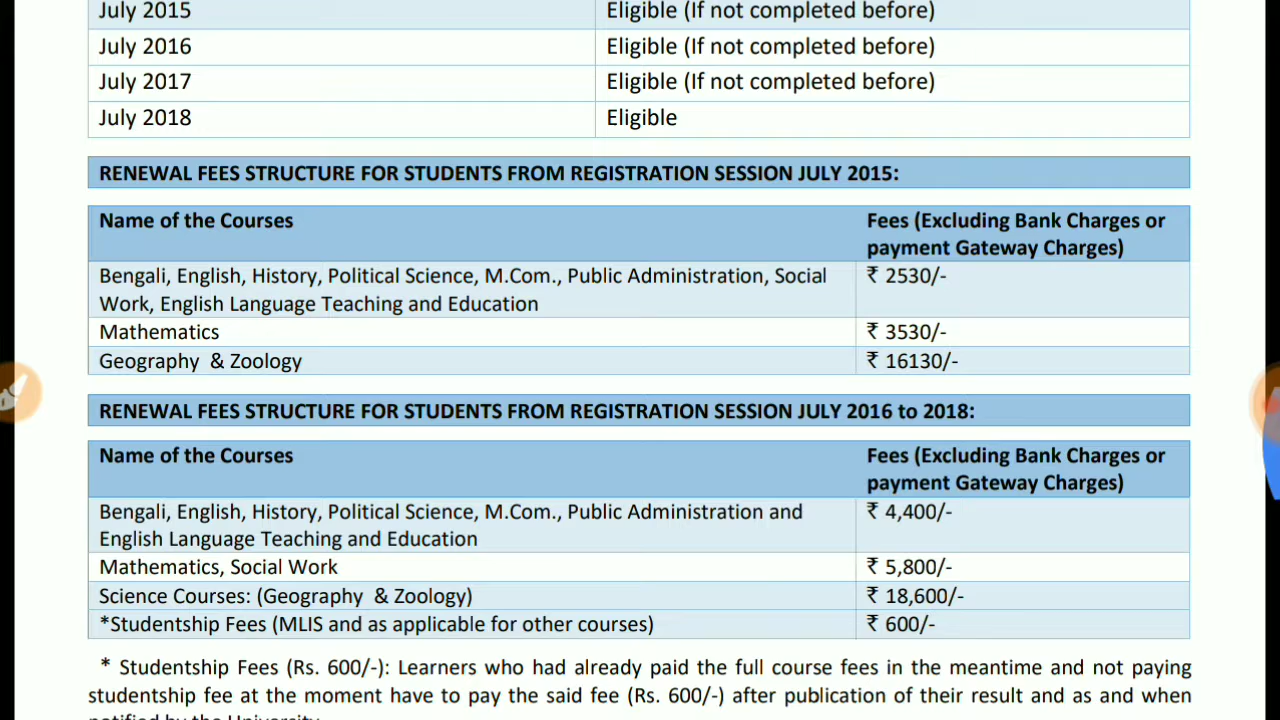 July 2015 Eligible (If not completed before)
July 2016 Eligible (If not completed before)
July 2017 Eligible (If not completed before)
July 2018 Eligible
RENEWAL FEES STRUCTURE FOR STUDENTS FROM REGISTRATION SESSION JULY 2015:
Name of the Courses Fees (Excluding Bank Charges or
payment Gateway Charges)
Bengali, English, History, Political Science, M.Com., Public Administration, Social ₹ 2530/-
Work, English Language Teaching and Education
Mathematics ₹ 3530/-
Geography & Zoology ₹ 16130/-
RENEWAL FEES STRUCTURE FOR STUDENTS FROM REGISTRATION SESSION JULY 2016 to 2018:
Name of the Courses Fees (Excluding Bank Charges or
payment Gateway Charges)
Bengali, English, History, Political Science, M.Com., Public Administration and ₹ 4,400/-
English Language Teaching and Education
Mathematics, Social Work ₹ 5,800/-
Science Courses: (Geography & Zoology) ₹ 18,600/-
*Studentship Fees (MLIS and as applicable for other courses) ₹ 600/-
* Studentship Fees (Rs. 600/-): Learners who had already paid the full course fees in the meantime and not paying
studentship fee at the moment have to pay the said fee (Rs. 600/-) after publication of their result and as and when
notified by the University